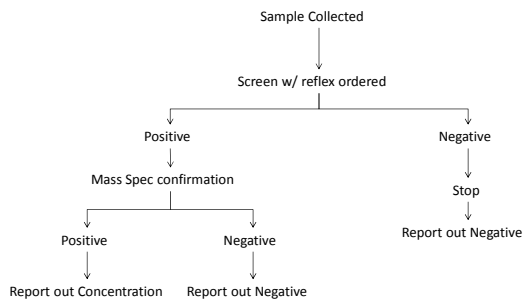 Sample Collected
Screen w/ reflex ordered
Positive
Negative
Mass Spec confirmation
Stop
Positive
Negative
Report out Negative
Report out Concentration
Report out Negative